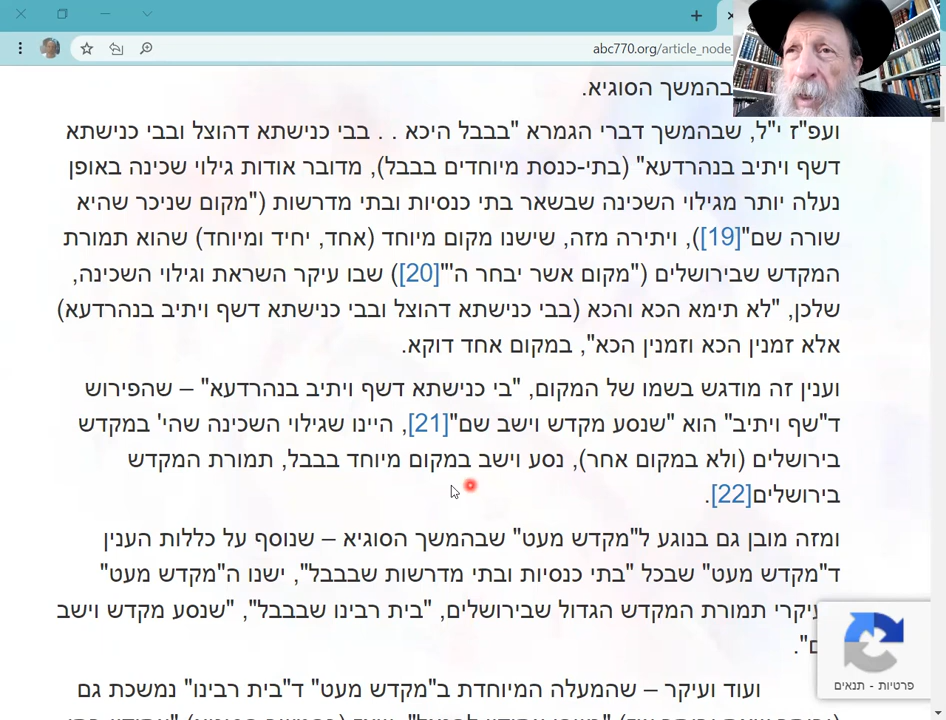 abc770.org/article_node_
בהמשך הסוגיא.
ועפ"ז י"ל, שבהמשך דברי הגמרא "בבבל היכא . . בבי כנישתא דהוצל ובבי כנישתא
דשף ויתיב בנהרדעא" (בתי-כנסת מיוחדים בבבל), מדובר אודות גילוי שכינה באופן
נעלה יותר מגילוי השכינה שבשאר בתי כנסיות ובתי מדרשות ("מקום שניכר שהיא
שורה שם"[19]), ויתירה מזה, שישנו מקום מיוחד (אחד, יחיד ומיוחד) שהוא תמורת
המקדש שבירושלים ("מקום אשר יבחר ה'"[20]) שבו עיקר השראת וגילוי השכינה,
שלכן, "לא תימא הכא והכא (בבי כנישתא דהוצל ובבי כנישתא דשף ויתיב בנהרדעא)
אלא זמנין הכא וזמנין הכא", במקום אחד דוקא.
וענין זה מודגש בשמו של המקום, "בי כנישתא דשף ויתיב בנהרדעא" – שהפירוש
ד"שף ויתיב" הוא "שנסע מקדש וישב שם"[21], היינו שגילוי השכינה שהי' במקדש
בירושלים (ולא במקום אחר), נסע וישב במקום מיוחד בבבל, תמורת המקדש
בירושלים[22].
ומזה מובן גם בנוגע ל"מקדש מעט" שבהמשך הסוגיא – שנוסף על כללות הענין
ד"מקדש מעט" שבכל "בתי כנסיות ובתי מדרשות שבבבל", ישנו ה"מקדש מעט"
עיקרי תמורת המקדש הגדול שבירושלים, "בית רבינו שבבבל", "שנסע מקדש וישב
ם".
ועוד ועיקר – שהמעלה המיוחדת ב"מקדש מעט" ד"בית רבינו" נמשכת גם
פרטיות - תנאים